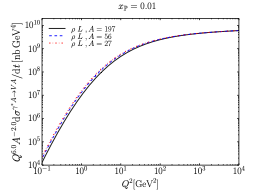 x_ℙ = 0.01
10^10
10^9
10^8
10^7
10^6
10^5
10^4
ρ L , A = 197
ρ L , A = 56
ρ L , A = 27
Q^6.0 A^−2.0 dσ^γ*A→VA/dt [nb GeV^4]
10^−1 10^0 10^1 10^2 10^3 10^4
Q^2[GeV^2]